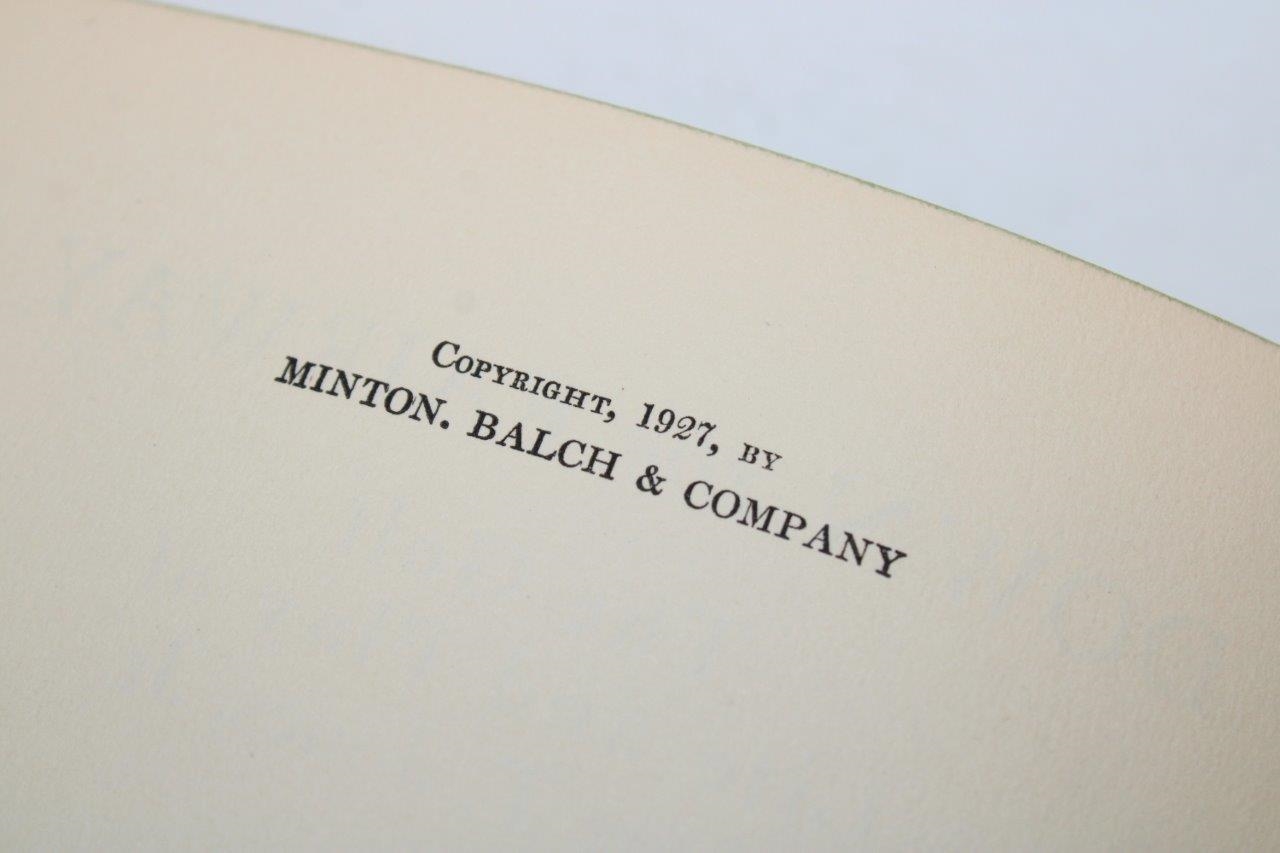 Copyright, 1927, by
MINTON. BALCH & COMPANY